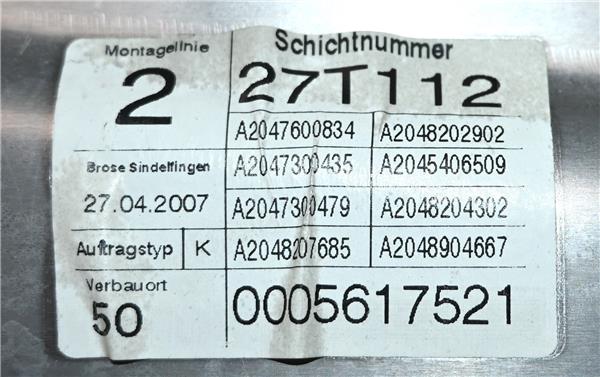 Montagelinie
2
Schichtnummer
27T112
A2047600834 A2048202902
Brose Sindelfingen
A2047300435 A2045406509
27.04.2007
A2047300479 A2048204302
Auftragstyp K
A2048207685 A2048904667
Verbauort
50
0005617521